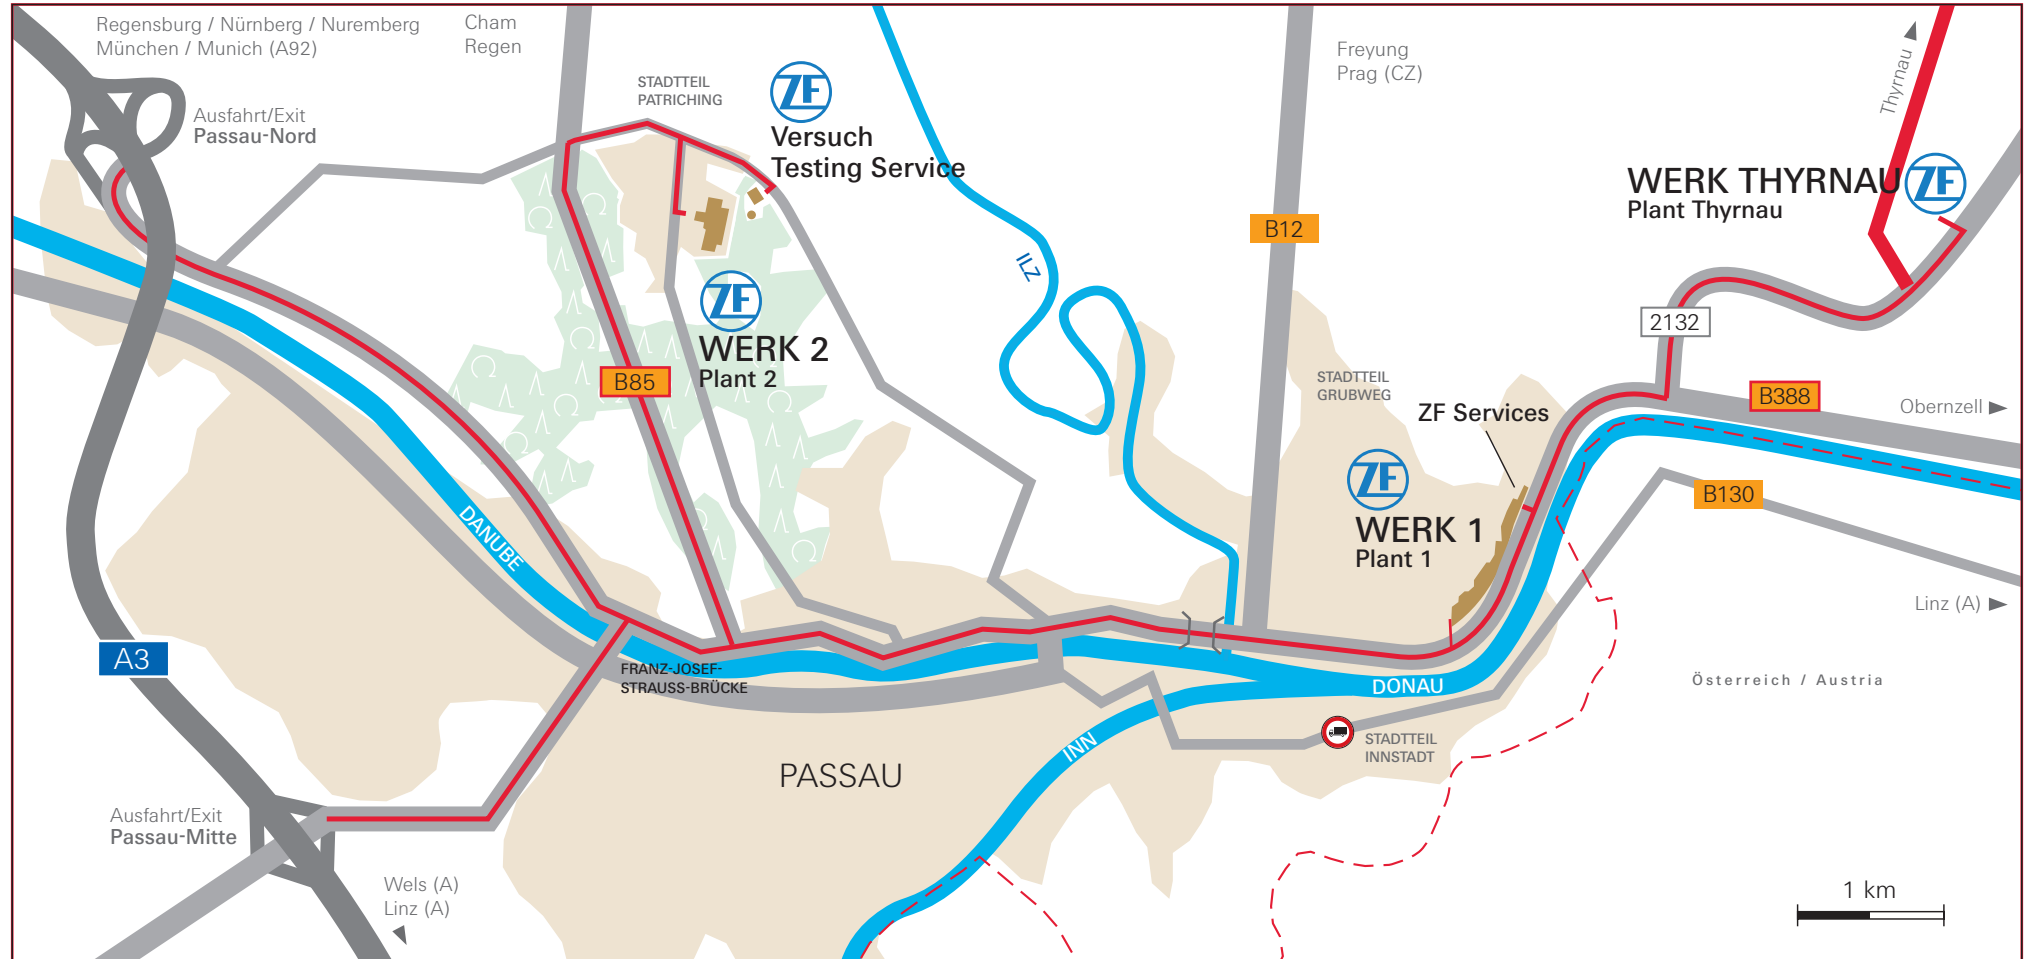 Regensburg / Nürnberg / Nuremberg
München / Munich (A92)
Cham
Regen
Ausfahrt/Exit
Passau-Nord
STADTTEIL
PATRICHING
ZF
Versuch
Testing Service
ILZ
Freyung
Prag (CZ)
B12
Thyrnau
WERK THYRNAU
Plant Thyrnau
ZF
ZF
WERK 2
Plant 2
B85
2132
STADTTEIL
GRUBWEG
ZF Services
B388
Obernzell
ZF
WERK 1
Plant 1
B130
DANUBE
Linz (A)
A3
FRANZ-JOSEF-
STRAUSS-BRÜCKE
DONAU
Österreich / Austria
INN
STADTTEIL
INNSTADT
PASSAU
Ausfahrt/Exit
Passau-Mitte
Wels (A)
Linz (A)
1 km